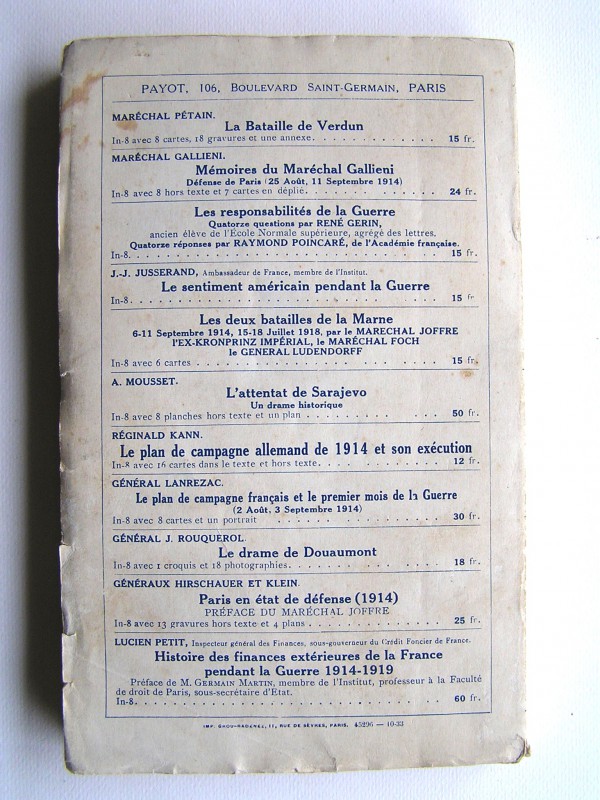 PAYOT, 106, BOULEVARD SAINT-GERMAIN, PARIS
MARÉCHAL PÉTAIN.
La Bataille de Verdun
In-8 avec 8 cartes, 18 gravures et une annexe. . . . . . . . . . . . 15 fr.
MARÉCHAL GALLIENI.
Mémoires du Maréchal Gallieni
Défense de Paris (25 Août, 11 Septembre 1914)
In-8 avec 8 hors texte et 7 cartes en déplié. . . . . . . . . . . . 24 fr.
Les responsabilités de la Guerre
Quatorze questions par RENÉ GERIN,
ancien élève de l'École Normale supérieure, agrégé des lettres.
Quatorze réponses par RAYMOND POINCARÉ, de l'Académie française.
In-8. . . . . . . . . . . . . . . . . . . . . . . . 15 fr.
J.-J. JUSSERAND, Ambassadeur de France, membre de l'Institut.
Le sentiment américain pendant la Guerre
In-8. . . . . . . . . . . . . . . . . . . . . . . . 15 fr
Les deux batailles de la Marne
6-11 Septembre 1914, 15-18 Juillet 1918, par le MARECHAL JOFFRE
l'EX-KRONPRINZ IMPÉRIAL, le MARÉCHAL FOCH
le GENERAL LUDENDORFF
In-8 avec 6 cartes . . . . . . . . . . . . . . . . . . 15 fr.
A. MOUSSET.
L'attentat de Sarajevo
Un drame historique
In-8 avec 8 planches hors texte et un plan . . . . . . . . . . . . 50 fr.
RÉGINALD KANN.
Le plan de campagne allemand de 1914 et son exécution
In-8 avec 16 cartes dans le texte et hors texte. . . . . . . . . . . 12 fr.
GÉNÉRAL LANREZAC.
Le plan de campagne français et le premier mois de la Guerre
(2 Août, 3 Septembre 1914)
In-8 avec 8 cartes et un portrait . . . . . . . . . . . . . . 30 fr.
GÉNÉRAL J. ROUQUEROL.
Le drame de Douaumont
In-8 avec 1 croquis et 18 photographies. . . . . . . . . . . . . 18 fr.
GÉNÉRAUX HIRSCHAUER ET KLEIN.
Paris en état de défense (1914)
PRÉFACE DU MARÉCHAL JOFFRE
In-8 avec 13 gravures hors texte et 4 plans . . . . . . . . . . . 25 fr.
LUCIEN PETIT, Inspecteur général des Finances, sous-gouverneur du Crédit Foncier de France.
Histoire des finances extérieures de la France
pendant la Guerre 1914-1919
Préface de M. GERMAIN MARTIN, membre de l'Institut, professeur à la Faculté
de droit de Paris, sous-secrétaire d'Etat.
In-8. . . . . . . . . . . . . . . . . . . . . . . . 60 fr.
IMP. 11, RUE DE SÈVRES, PARIS. 45296 — 10-33